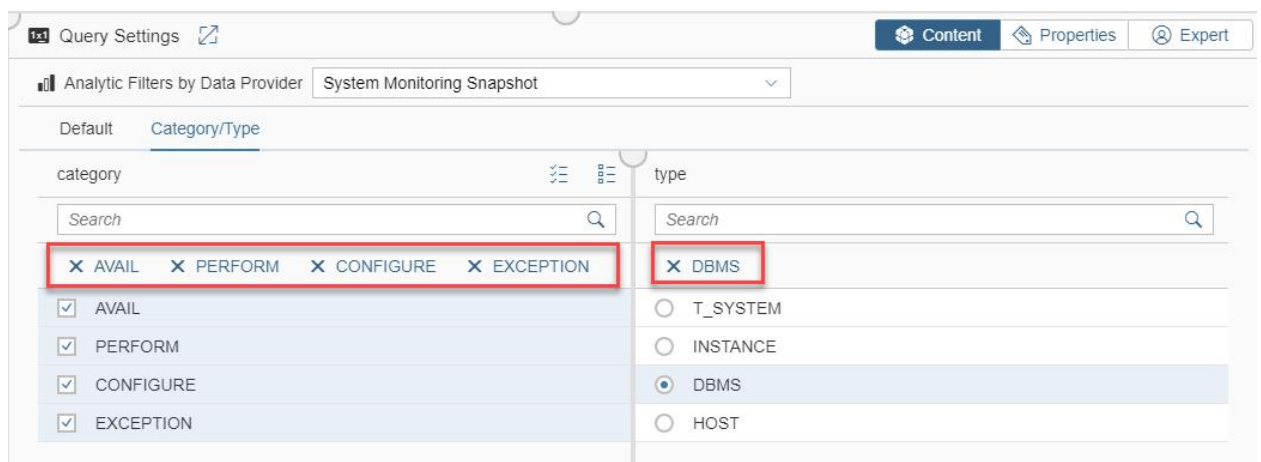 1x1 Query Settings Content Properties Expert
Analytic Filters by Data Provider System Monitoring Snapshot
Default Category/Type
category type
Search Search
AVAIL PERFORM CONFIGURE EXCEPTION DBMS
AVAIL T_SYSTEM
PERFORM INSTANCE
CONFIGURE DBMS
EXCEPTION HOST